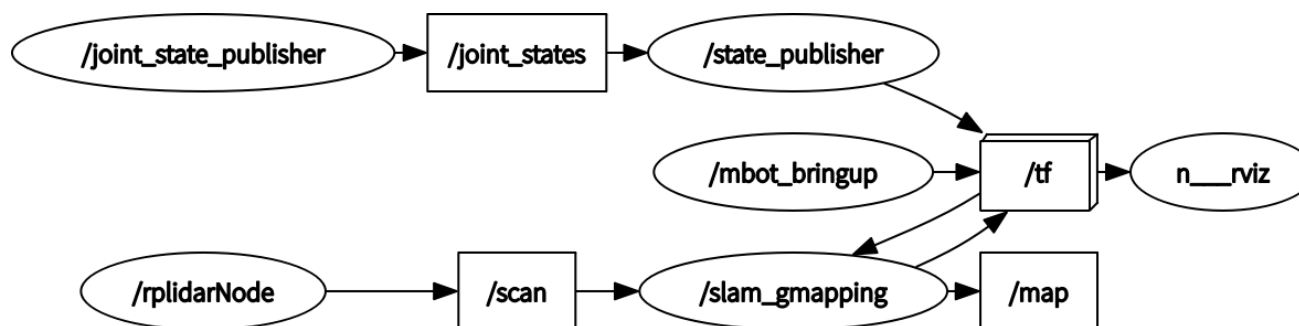 /joint_state_publisher
/joint_states
/state_publisher
/mbot_bringup
/tf
n___rviz
/rplidarNode
/scan
/slam_gmapping
/map